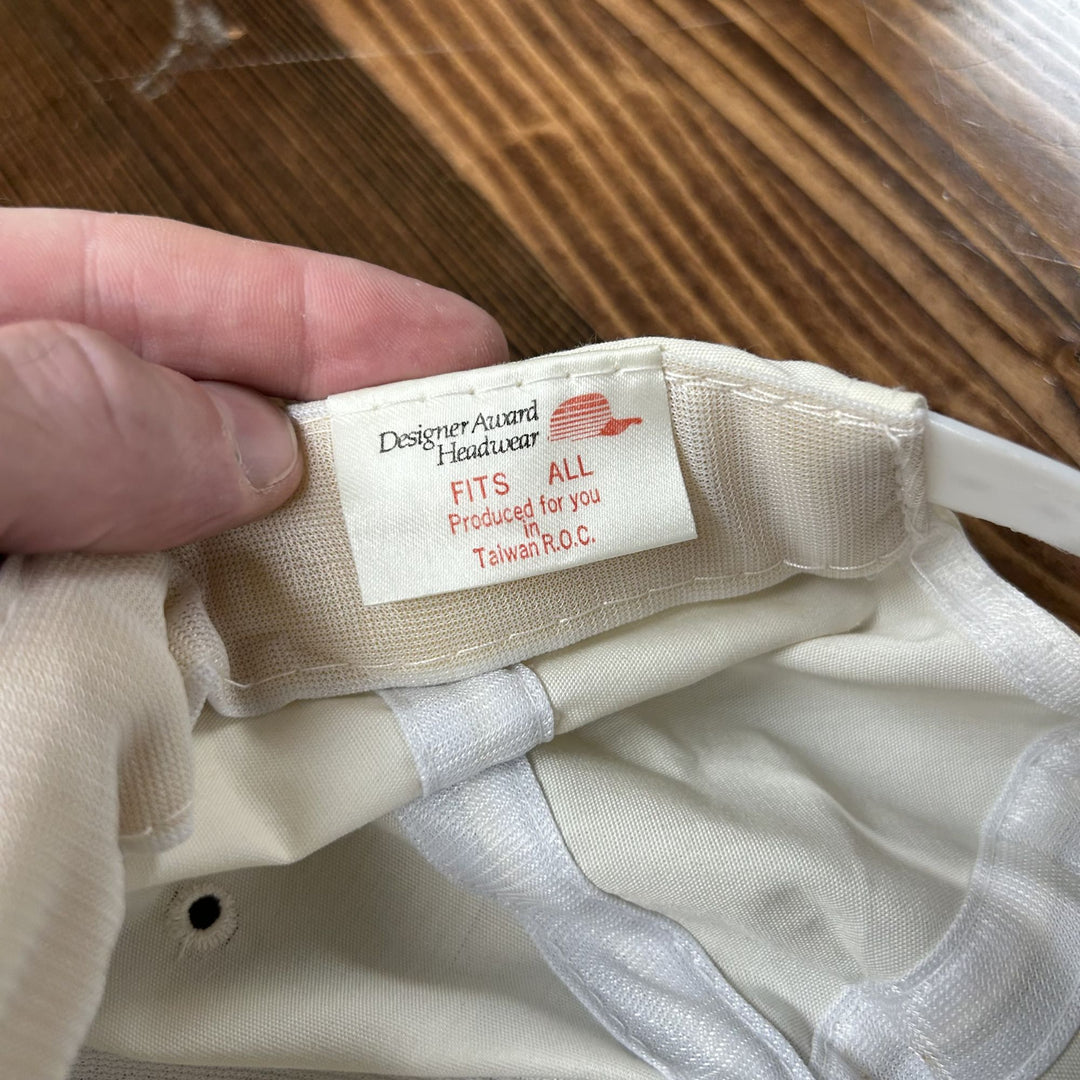 Designer Award
Headwear
FITS ALL
Produced for you
in
Taiwan R.O.C.